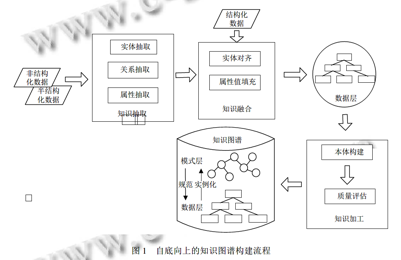 结构化
数据
非结构
化数据
半结构
化数据
实体抽取
关系抽取
属性抽取
知识抽取
实体对齐
属性值填充
知识融合
数据层
本体构建
质量评估
知识加工
知识图谱
模式层
规范 实例化
数据层
图 1 自底向上的知识图谱构建流程